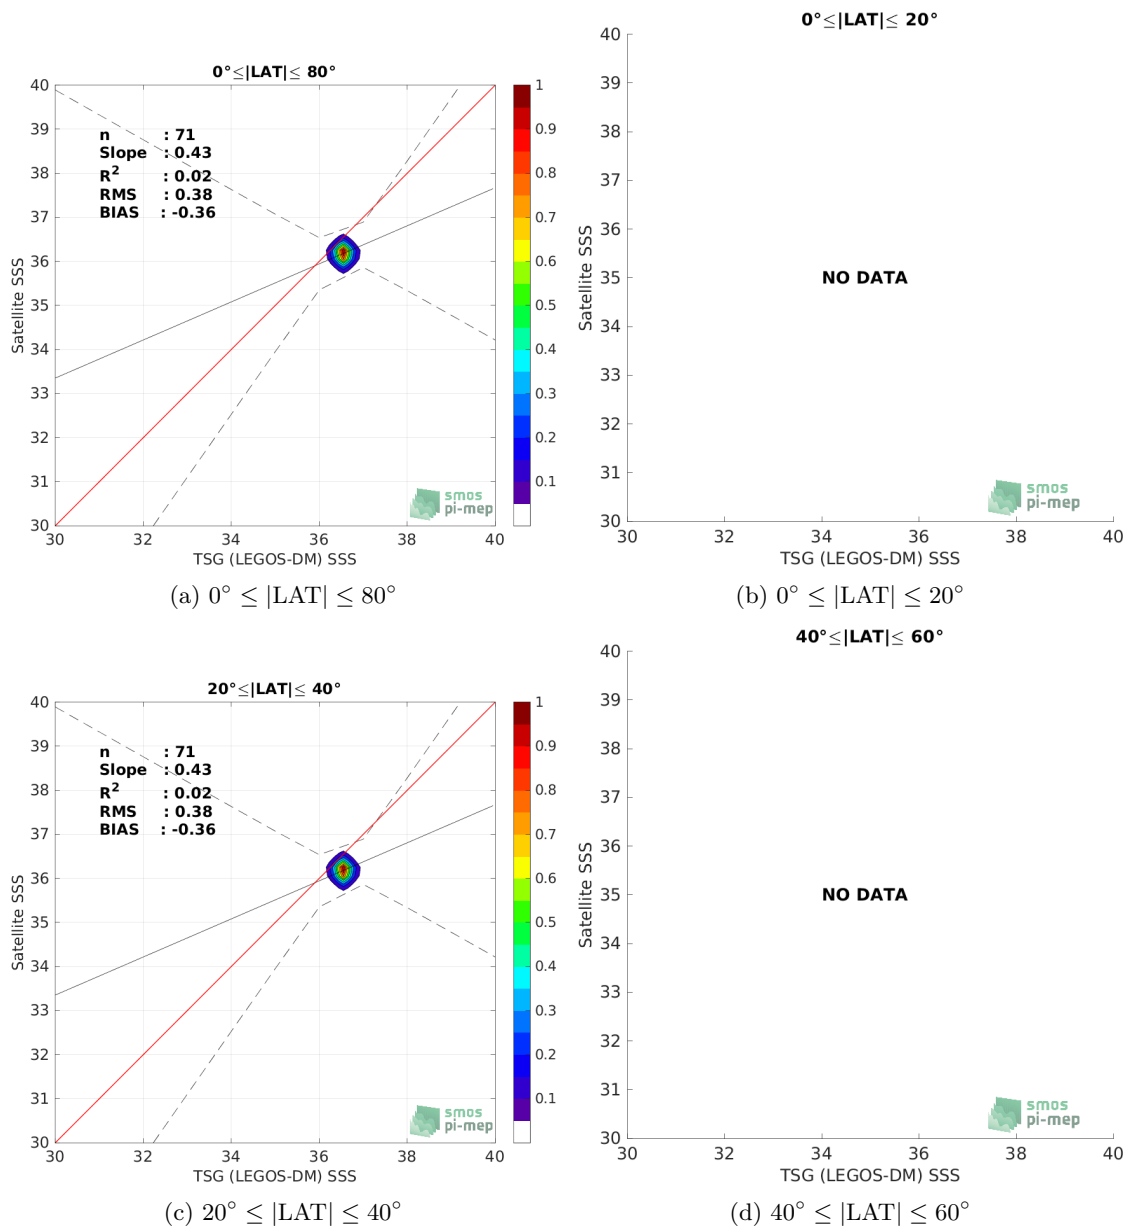 0°≤|LAT|≤ 80°
40
39
38
37
36
35
34
33
32
31
30
n : 71
Slope : 0.43
R² : 0.02
RMS : 0.38
BIAS : -0.36
Satellite SSS
30 32 34 36 38 40
TSG (LEGOS-DM) SSS
1
0.9
0.8
0.7
0.6
0.5
0.4
0.3
0.2
0.1
smos
pi-mep
(a) 0° ≤ |LAT| ≤ 80°
0°≤|LAT|≤ 20°
40
39
38
37
36
35
34
33
32
31
30
NO DATA
Satellite SSS
30 32 34 36 38 40
TSG (LEGOS-DM) SSS
smos
pi-mep
(b) 0° ≤ |LAT| ≤ 20°
20°≤|LAT|≤ 40°
40
39
38
37
36
35
34
33
32
31
30
n : 71
Slope : 0.43
R² : 0.02
RMS : 0.38
BIAS : -0.36
Satellite SSS
30 32 34 36 38 40
TSG (LEGOS-DM) SSS
1
0.9
0.8
0.7
0.6
0.5
0.4
0.3
0.2
0.1
smos
pi-mep
(c) 20° ≤ |LAT| ≤ 40°
40°≤|LAT|≤ 60°
40
39
38
37
36
35
34
33
32
31
30
NO DATA
Satellite SSS
30 32 34 36 38 40
TSG (LEGOS-DM) SSS
smos
pi-mep
(d) 40° ≤ |LAT| ≤ 60°